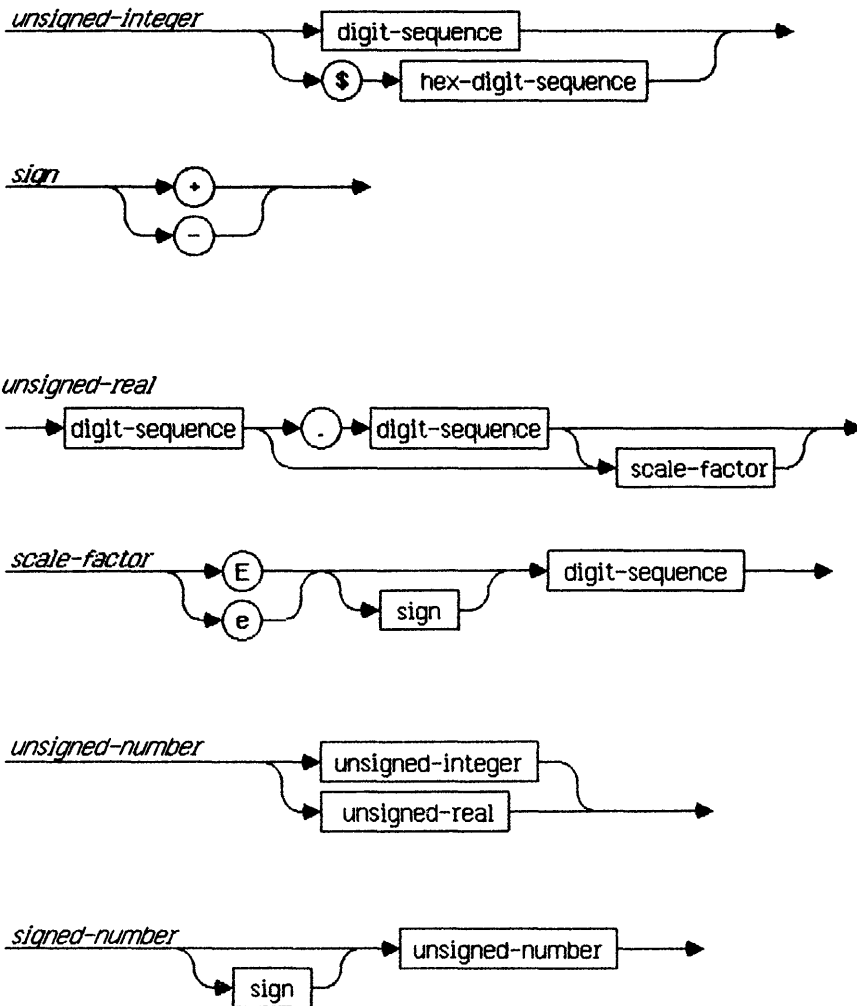 unsigned-integer
digit-sequence
$ hex-digit-sequence
sign
+
-
unsigned-real
digit-sequence . digit-sequence
scale-factor
scale-factor
E digit-sequence
e sign
unsigned-number
unsigned-integer
unsigned-real
signed-number
unsigned-number
sign